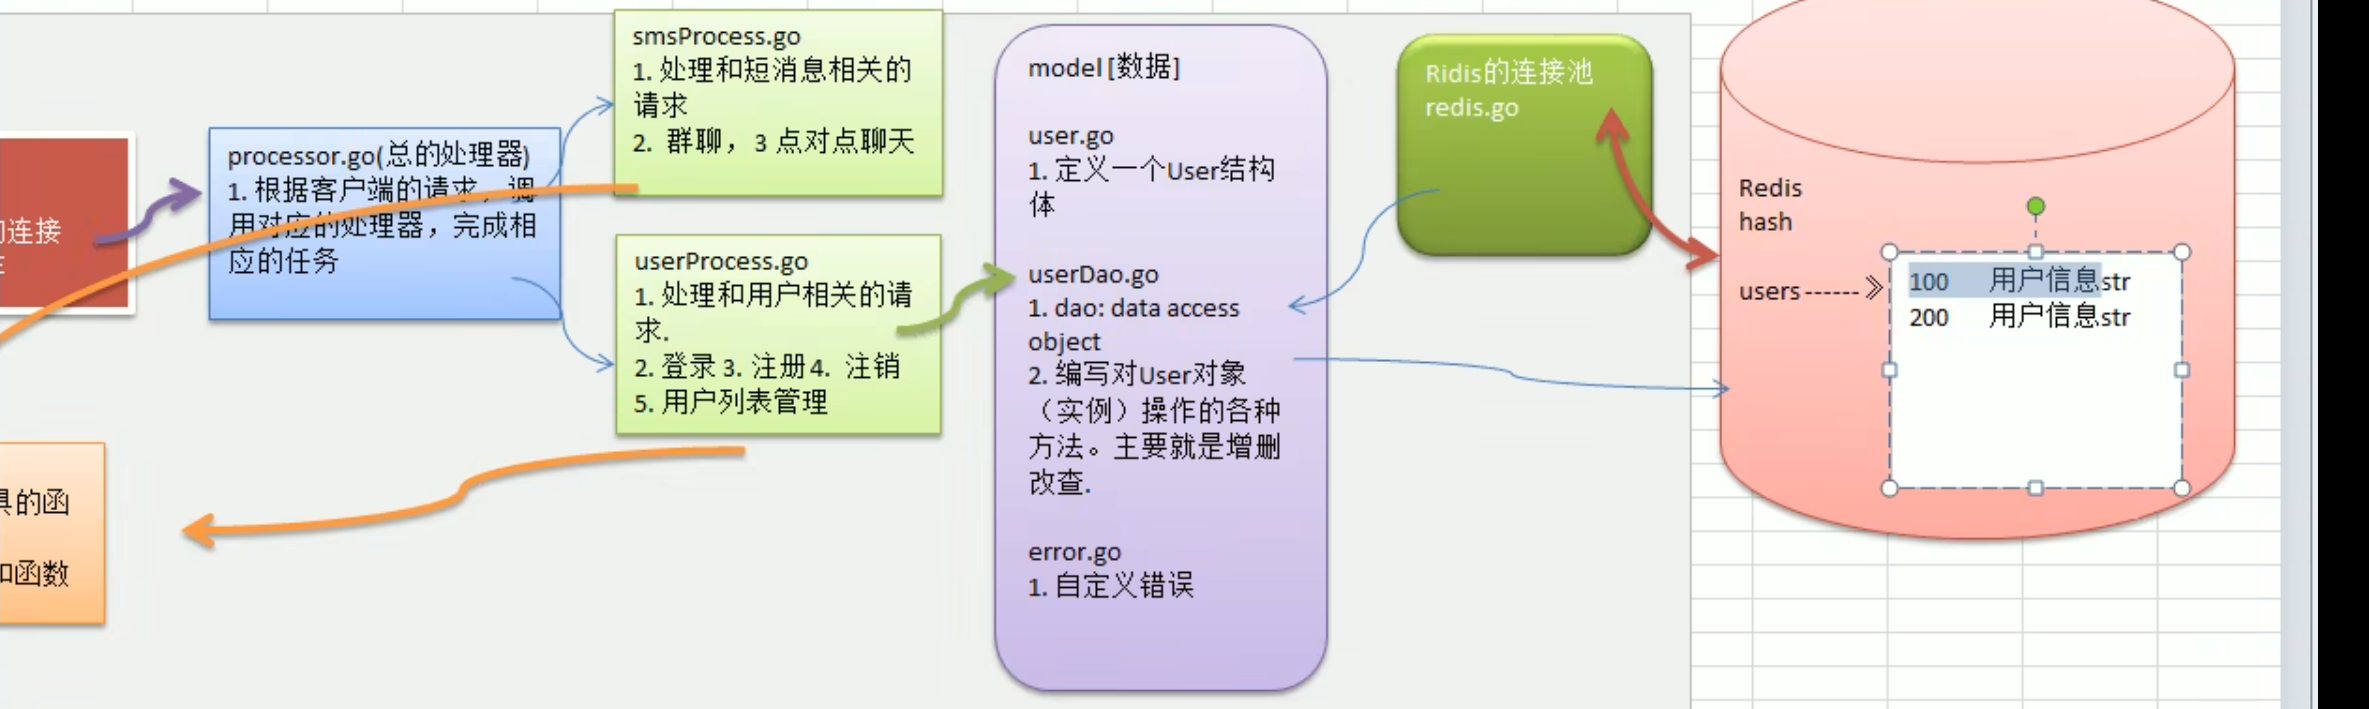 的连接
processor.go(总的处理器)
1. 根据客户端的请求，调
用对应的处理器，完成相
应的任务
smsProcess.go
1. 处理和短消息相关的
请求
2. 群聊，3 点对点聊天
userProcess.go
1. 处理和用户相关的请
求.
2. 登录 3. 注册 4. 注销
5. 用户列表管理
具的函
和函数
model [数据]
user.go
1. 定义一个User结构
体
userDao.go
1. dao: data access
object
2. 编写对User对象
（实例）操作的各种
方法。主要就是增删
改查.
error.go
1. 自定义错误
Ridis的连接池
redis.go
Redis
hash
users------
100 用户信息str
200 用户信息str